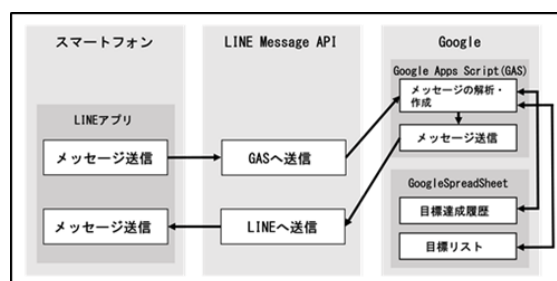 スマートフォン
LINEアプリ
メッセージ送信
メッセージ送信
LINE Message API
GASへ送信
LINEへ送信
Google
Google Apps Script(GAS)
メッセージの解析・
作成
メッセージ送信
GoogleSpreadSheet
目標達成履歴
目標リスト